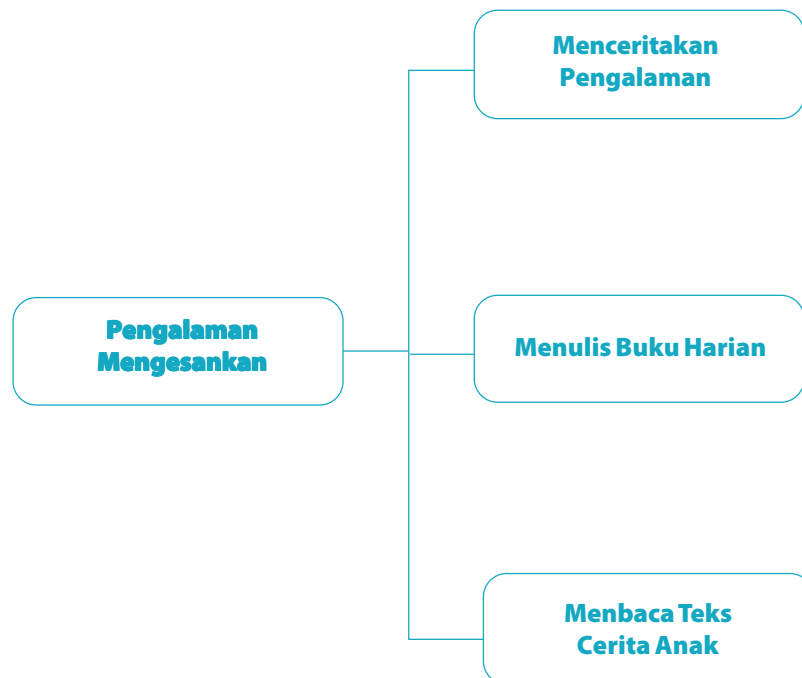 Menceritakan
Pengalaman
Pengalaman
Mengesankan
Menulis Buku Harian
Menbaca Teks
Cerita Anak